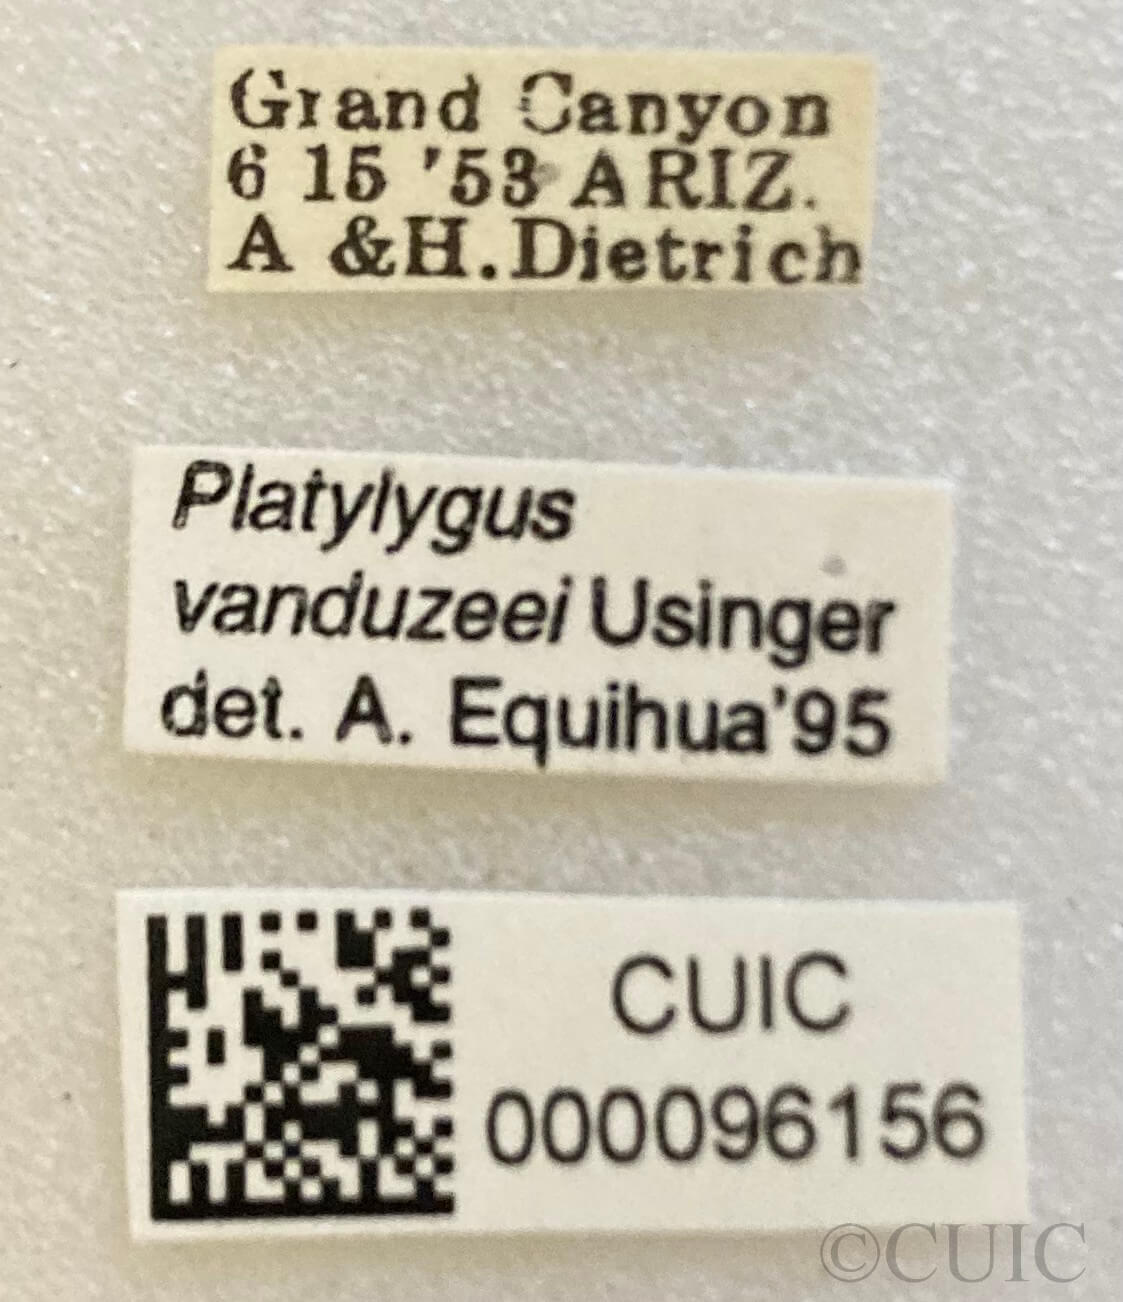 Grand Canyon
6 15 '53 ARIZ.
A &H.Dietrich
Platylygus
vanduzeei Usinger
det. A. Equihua'95
CUIC
000096156
©CUIC